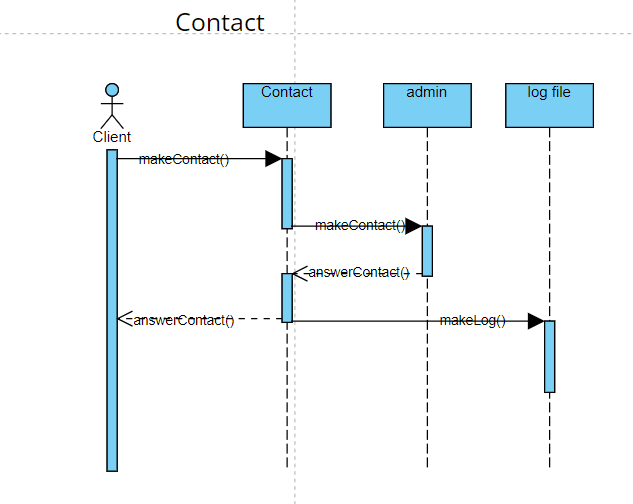 Contact
Contact
admin
log file
Client
makeContact()
makeContact()
answerContact()
answerContact()
makeLog()